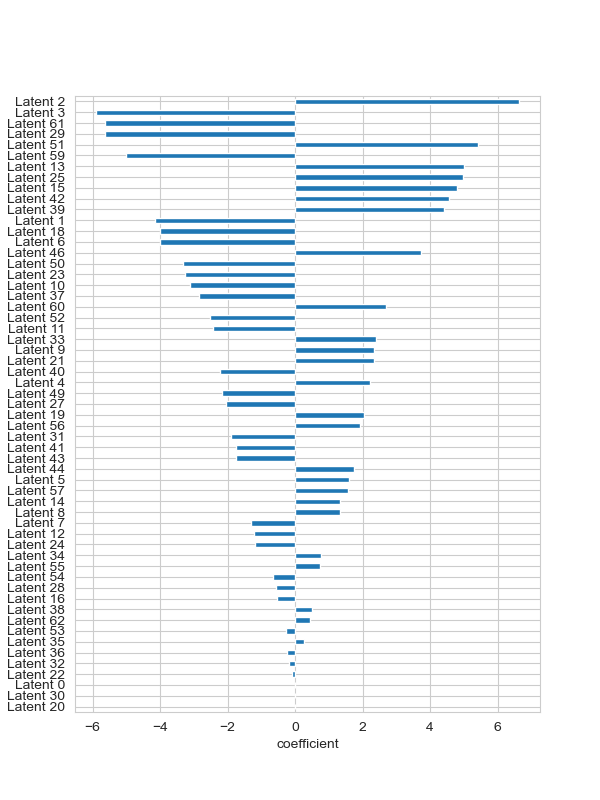 Latent 2
Latent 3
Latent 61
Latent 29
Latent 51
Latent 59
Latent 13
Latent 25
Latent 15
Latent 42
Latent 39
Latent 1
Latent 18
Latent 6
Latent 46
Latent 50
Latent 23
Latent 10
Latent 37
Latent 60
Latent 52
Latent 11
Latent 33
Latent 9
Latent 21
Latent 40
Latent 4
Latent 49
Latent 27
Latent 19
Latent 56
Latent 31
Latent 41
Latent 43
Latent 44
Latent 5
Latent 57
Latent 14
Latent 8
Latent 7
Latent 12
Latent 24
Latent 34
Latent 55
Latent 54
Latent 28
Latent 16
Latent 38
Latent 62
Latent 53
Latent 35
Latent 36
Latent 32
Latent 22
Latent 0
Latent 30
Latent 20
−6 −4 −2 0 2 4 6
coefficient